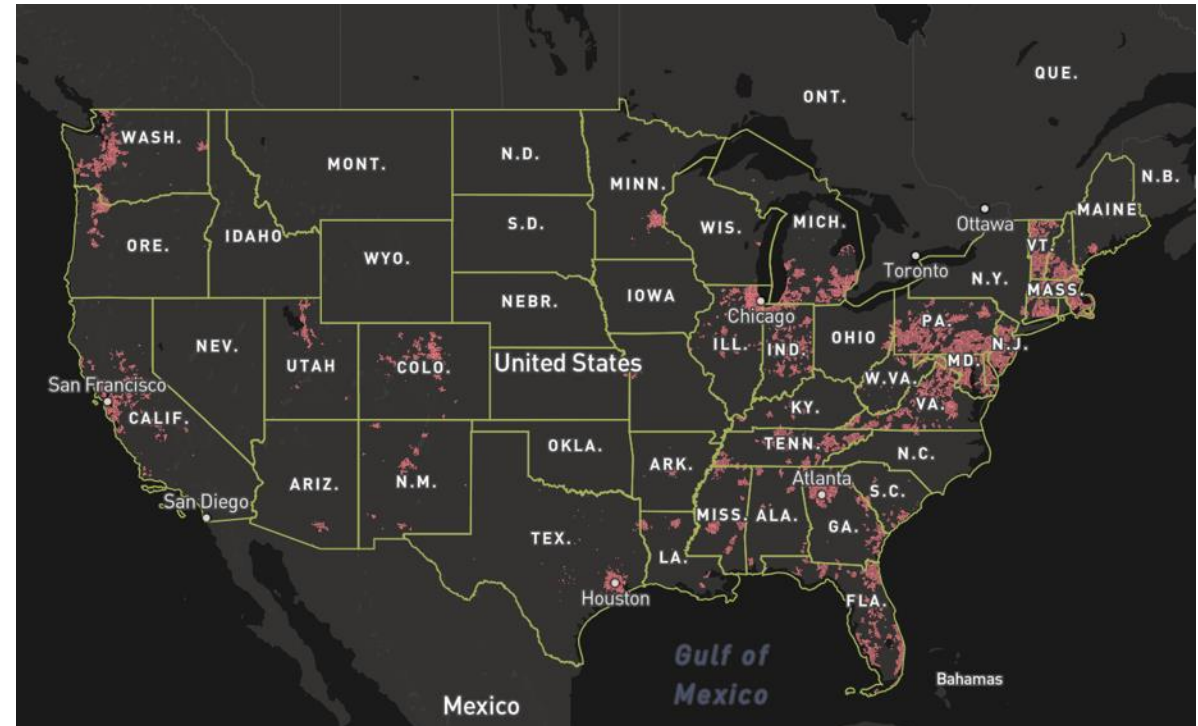 QUE.
ONT.
WASH.
MONT.
N.D.
MINN.
N.B.
MAINE
Ottawa
ORE.
IDAHO
S.D.
WIS.
MICH.
VT.
WYO.
Toronto
N.Y.
MASS.
NEBR.
IOWA
Chicago
PA.
NEV.
UTAH
COLO.
United States
ILL.
IND.
OHIO
N.J.
MD.
San Francisco
CALIF.
W.VA.
VA.
KY.
OKLA.
TENN.
N.C.
ARIZ.
N.M.
ARK.
Atlanta
San Diego
S.C.
MISS.
ALA.
GA.
TEX.
LA.
Houston
FLA.
Gulf of
Mexico
Bahamas
Mexico